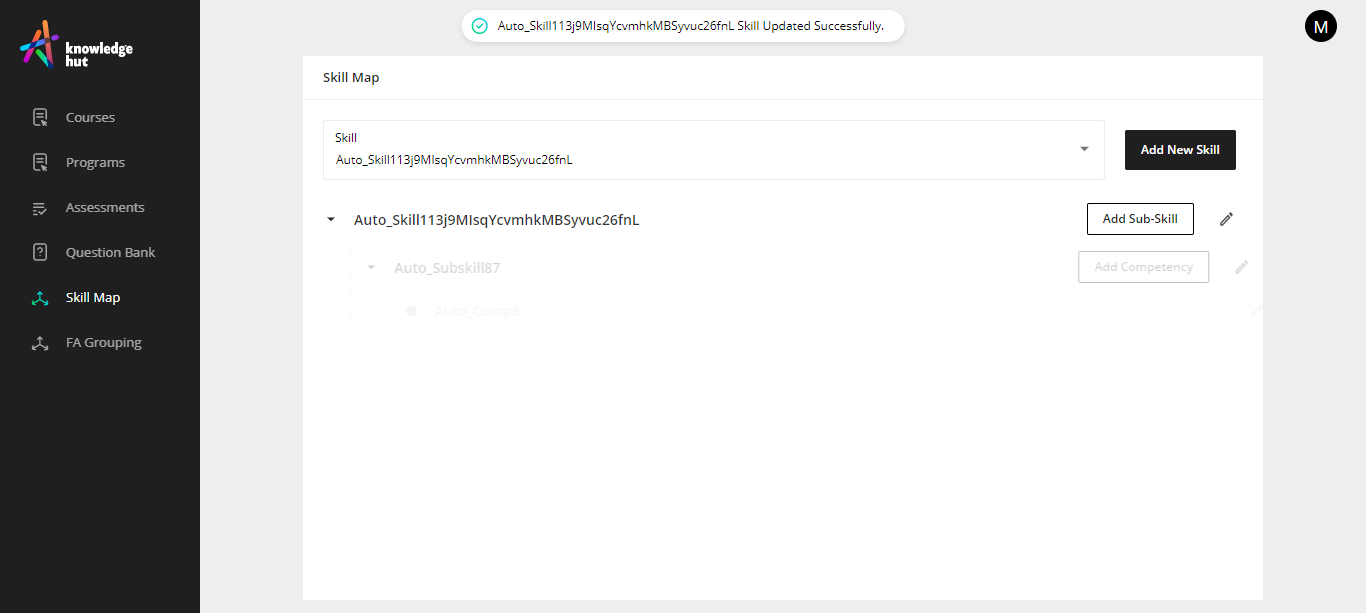 knowledge
hut
Courses
Programs
Assessments
Question Bank
Skill Map
FA Grouping
Auto_Skill113j9MIsqYcvmhkMBSyvuc26fnL Skill Updated Successfully.
M
Skill Map
Skill
Auto_Skill113j9MIsqYcvmhkMBSyvuc26fnL
Add New Skill
Auto_Skill113j9MIsqYcvmhkMBSyvuc26fnL
Add Sub-Skill
Auto_Subskill87
Add Competency
Auto_Comp8